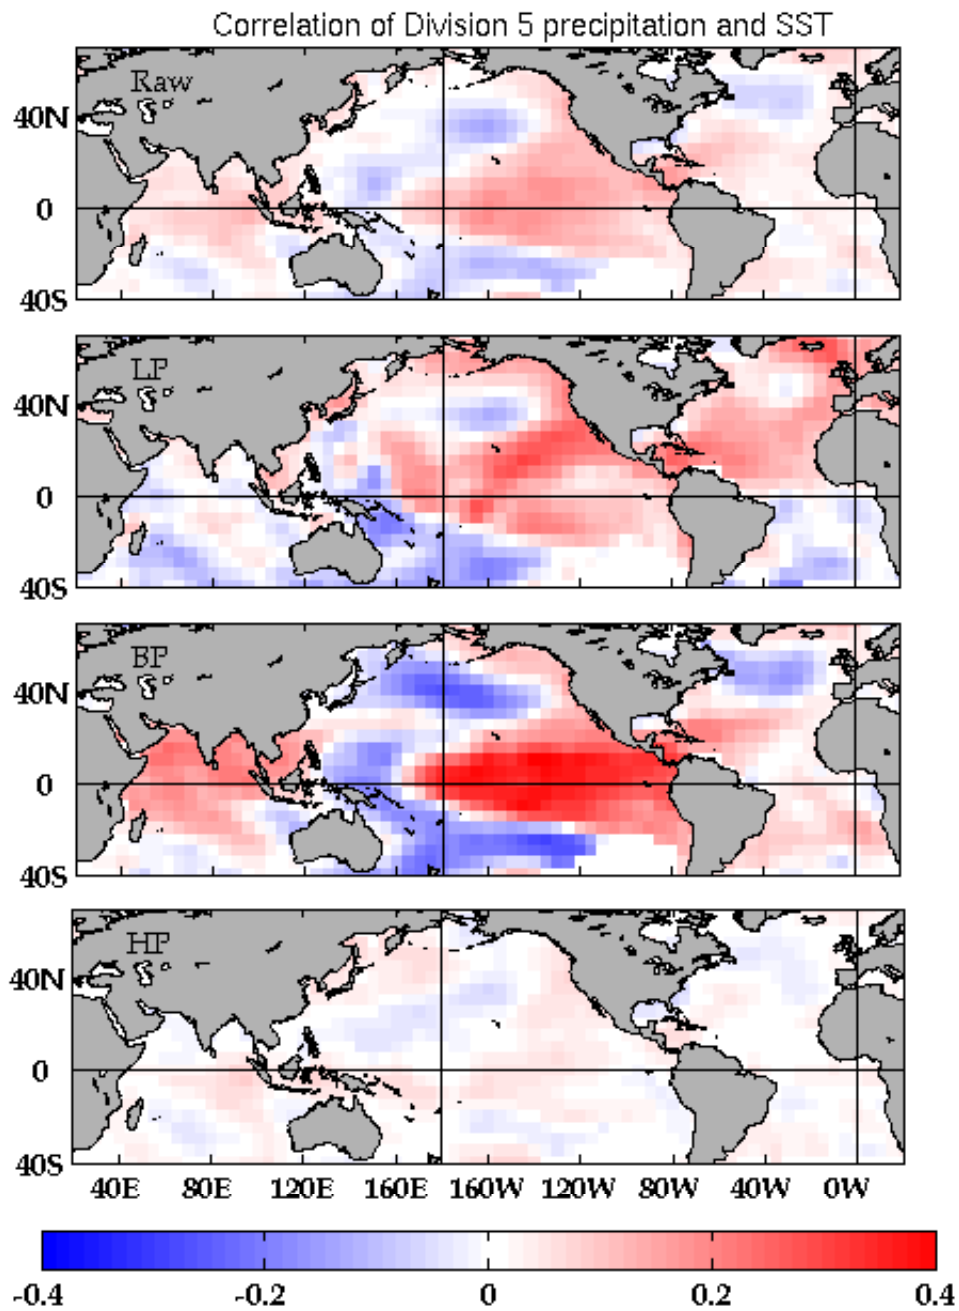 Correlation of Division 5 precipitation and SST
Raw
40N
0
40S
LP
40N
0
40S
BP
40N
0
40S
HP
40N
0
40S
40E 80E 120E 160E 160W 120W 80W 40W 0W
-0.4 -0.2 0 0.2 0.4